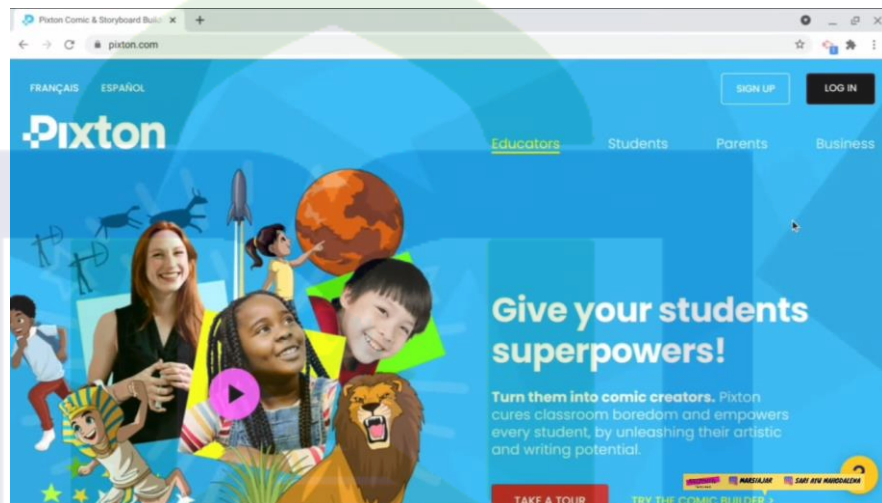 Pixton Comic & Storyboard Buil
pixton.com
FRANÇAIS ESPAÑOL
SIGN UP LOG IN
Pixton
Educators Students Parents Business
Give your students
superpowers!
Turn them into comic creators. Pixton
cures classroom boredom and empowers
every student, by unleashing their artistic
and writing potential.
MARSIAJAR SARI AYU MAHODDALENA
TAKE A TOUR TRY THE COMIC BUILDER >